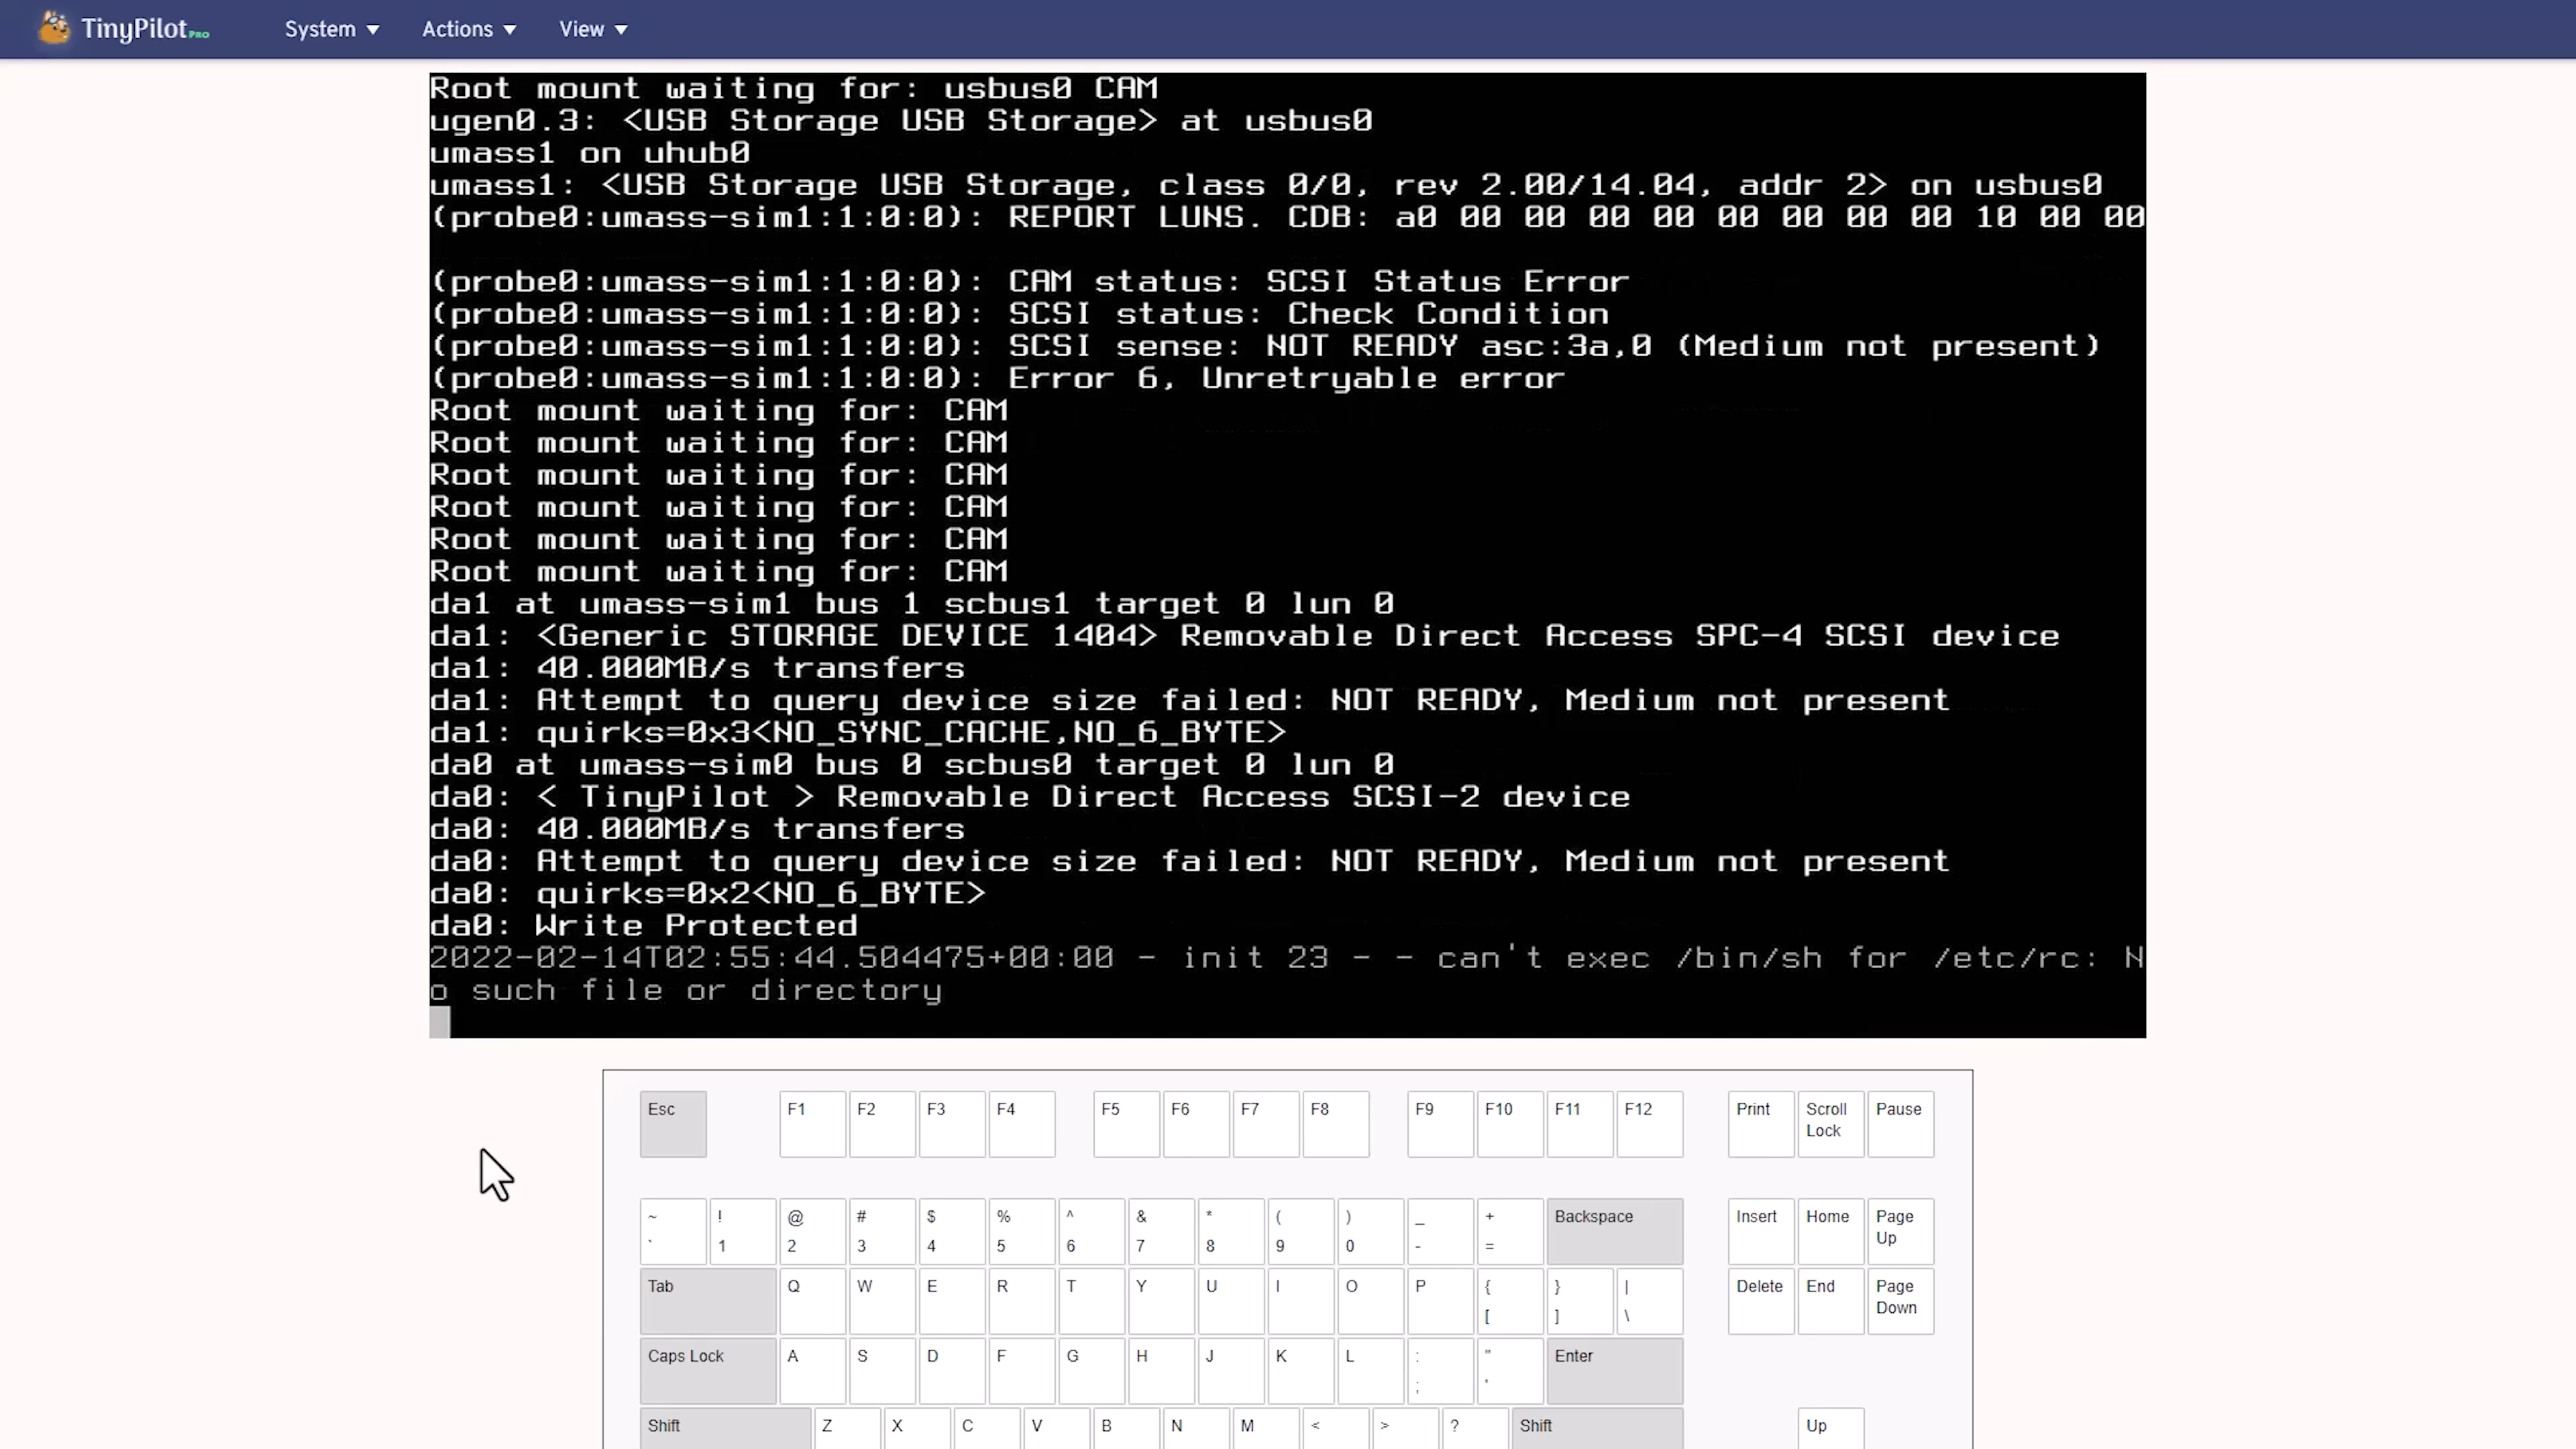 TinyPilot PRO System Actions View
Root mount waiting for: usbus0 CAM
ugen0.3: <USB Storage USB Storage> at usbus0
umass1 on uhub0
umass1: <USB Storage USB Storage, class 0/0, rev 2.00/14.04, addr 2> on usbus0
(probe0:umass-sim1:1:0:0): REPORT LUNS. CDB: a0 00 00 00 00 00 00 00 00 10 00 00
(probe0:umass-sim1:1:0:0): CAM status: SCSI Status Error
(probe0:umass-sim1:1:0:0): SCSI status: Check Condition
(probe0:umass-sim1:1:0:0): SCSI sense: NOT READY asc:3a,0 (Medium not present)
(probe0:umass-sim1:1:0:0): Error 6, Unretryable error
Root mount waiting for: CAM
Root mount waiting for: CAM
Root mount waiting for: CAM
Root mount waiting for: CAM
Root mount waiting for: CAM
Root mount waiting for: CAM
da1 at umass-sim1 bus 1 scbus1 target 0 lun 0
da1: <Generic STORAGE DEVICE 1404> Removable Direct Access SPC-4 SCSI device
da1: 40.000MB/s transfers
da1: Attempt to query device size failed: NOT READY, Medium not present
da1: quirks=0x3<NO_SYNC_CACHE,NO_6_BYTE>
da0 at umass-sim0 bus 0 scbus0 target 0 lun 0
da0: < TinyPilot > Removable Direct Access SCSI-2 device
da0: 40.000MB/s transfers
da0: Attempt to query device size failed: NOT READY, Medium not present
da0: quirks=0x2<NO_6_BYTE>
da0: Write Protected
2022-02-14T02:55:44.504475+00:00 - init 23 - - can't exec /bin/sh for /etc/rc: N
o such file or directory
Esc F1 F2 F3 F4 F5 F6 F7 F8 F9 F10 F11 F12 Print Scroll Pause
Lock
~ ! @ # $ % ^ & * ( ) _ + Backspace Insert Home Page
` 1 2 3 4 5 6 7 8 9 0 - = Up
Tab Q W E R T Y U I O P { } | Delete End Page
[ ] \ Down
Caps Lock A S D F G H J K L : " Enter
; '
Shift Z X C V B N M < > ? Shift Up